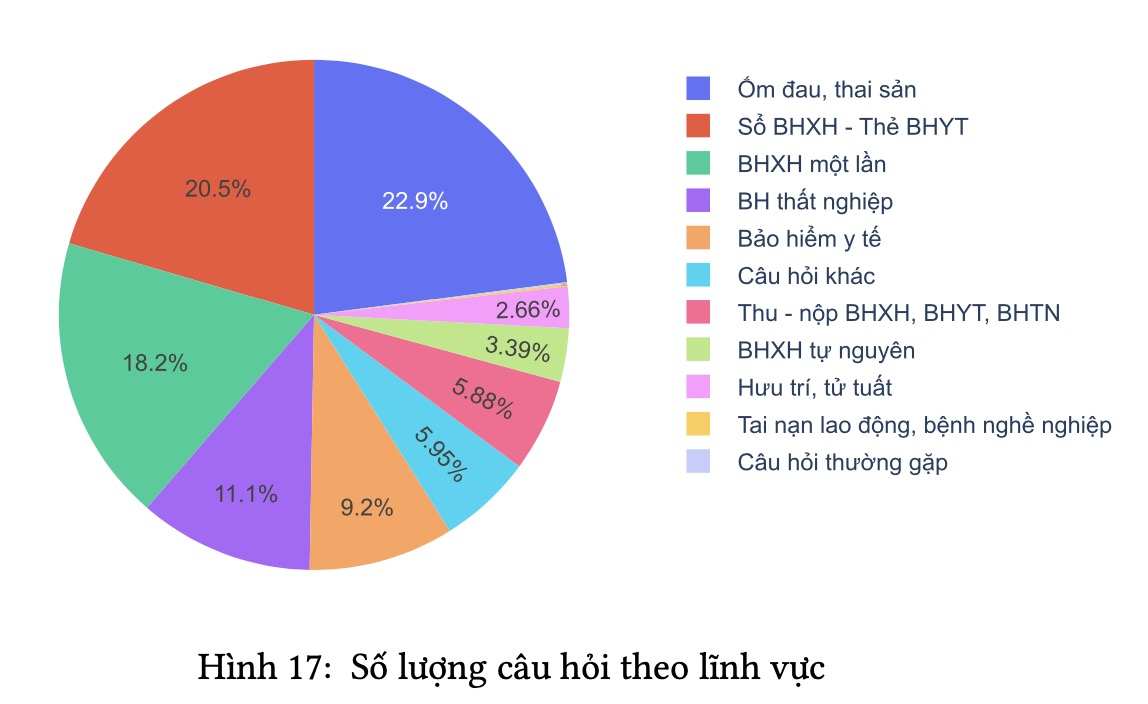 22.9%
20.5%
18.2%
11.1%
9.2%
5.95%
5.88%
3.39%
2.66%
Ốm đau, thai sản
Sổ BHXH - Thẻ BHYT
BHXH một lần
BH thất nghiệp
Bảo hiểm y tế
Câu hỏi khác
Thu - nộp BHXH, BHYT, BHTN
BHXH tự nguyên
Hưu trí, tử tuất
Tai nạn lao động, bệnh nghề nghiệp
Câu hỏi thường gặp
Hình 17: Số lượng câu hỏi theo lĩnh vực